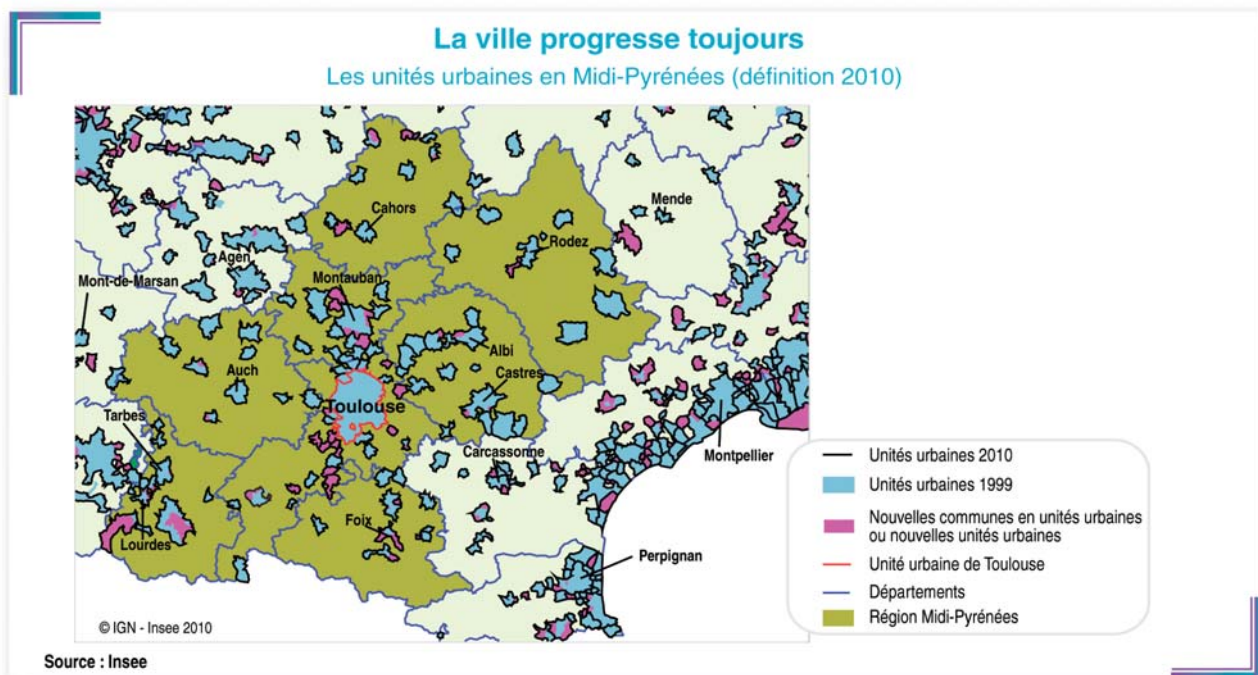 La ville progresse toujours
Les unités urbaines en Midi-Pyrénées (définition 2010)
Mende
Cahors
Rodez
Agen
Montauban
Mont-de-Marsan
Albi
Auch
Castres
Toulouse
Tarbes
Carcassonne
Montpellier
Foix
Lourdes
Perpignan
Unités urbaines 2010
Unités urbaines 1999
Nouvelles communes en unités urbaines
ou nouvelles unités urbaines
Unité urbaine de Toulouse
Départements
Région Midi-Pyrénées
© IGN - Insee 2010
Source : Insee